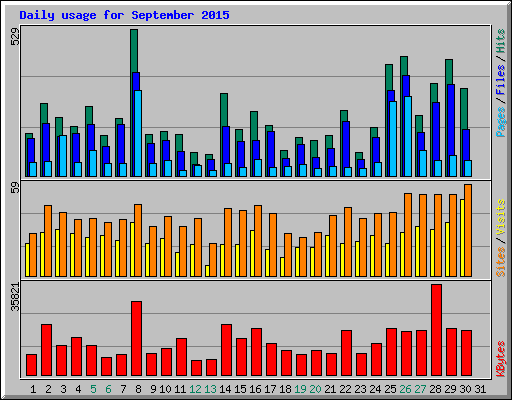 Daily usage for September 2015
529
Pages / Files / Hits
59
Sites / Visits
35821
KBytes
1 2 3 4 5 6 7 8 9 10 11 12 13 14 15 16 17 18 19 20 21 22 23 24 25 26 27 28 29 30 31